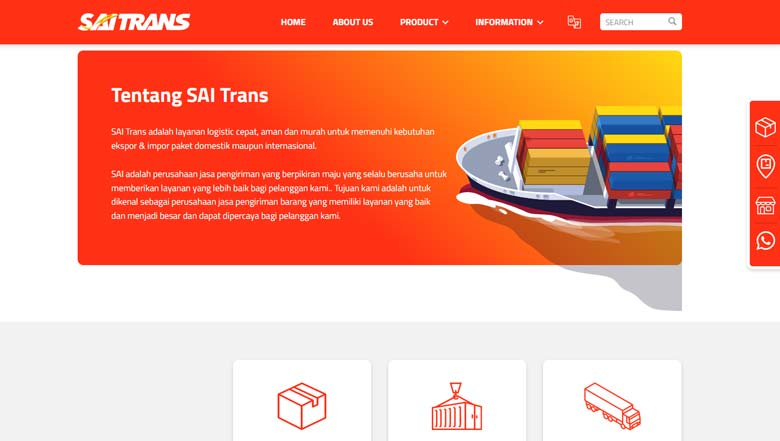 SAITRANS
HOME
ABOUT US
PRODUCT
INFORMATION
SEARCH
Tentang SAI Trans
SAI Trans adalah layanan logistic cepat, aman dan murah untuk memenuhi kebutuhan
ekspor & impor paket domestik maupun internasional.
SAI adalah perusahaan jasa pengiriman yang berpikiran maju yang selalu berusaha untuk
memberikan layanan yang lebih baik bagi pelanggan kami.. Tujuan kami adalah untuk
dikenal sebagai perusahaan jasa pengiriman barang yang memiliki layanan yang baik
dan menjadi besar dan dapat dipercaya bagi pelanggan kami.